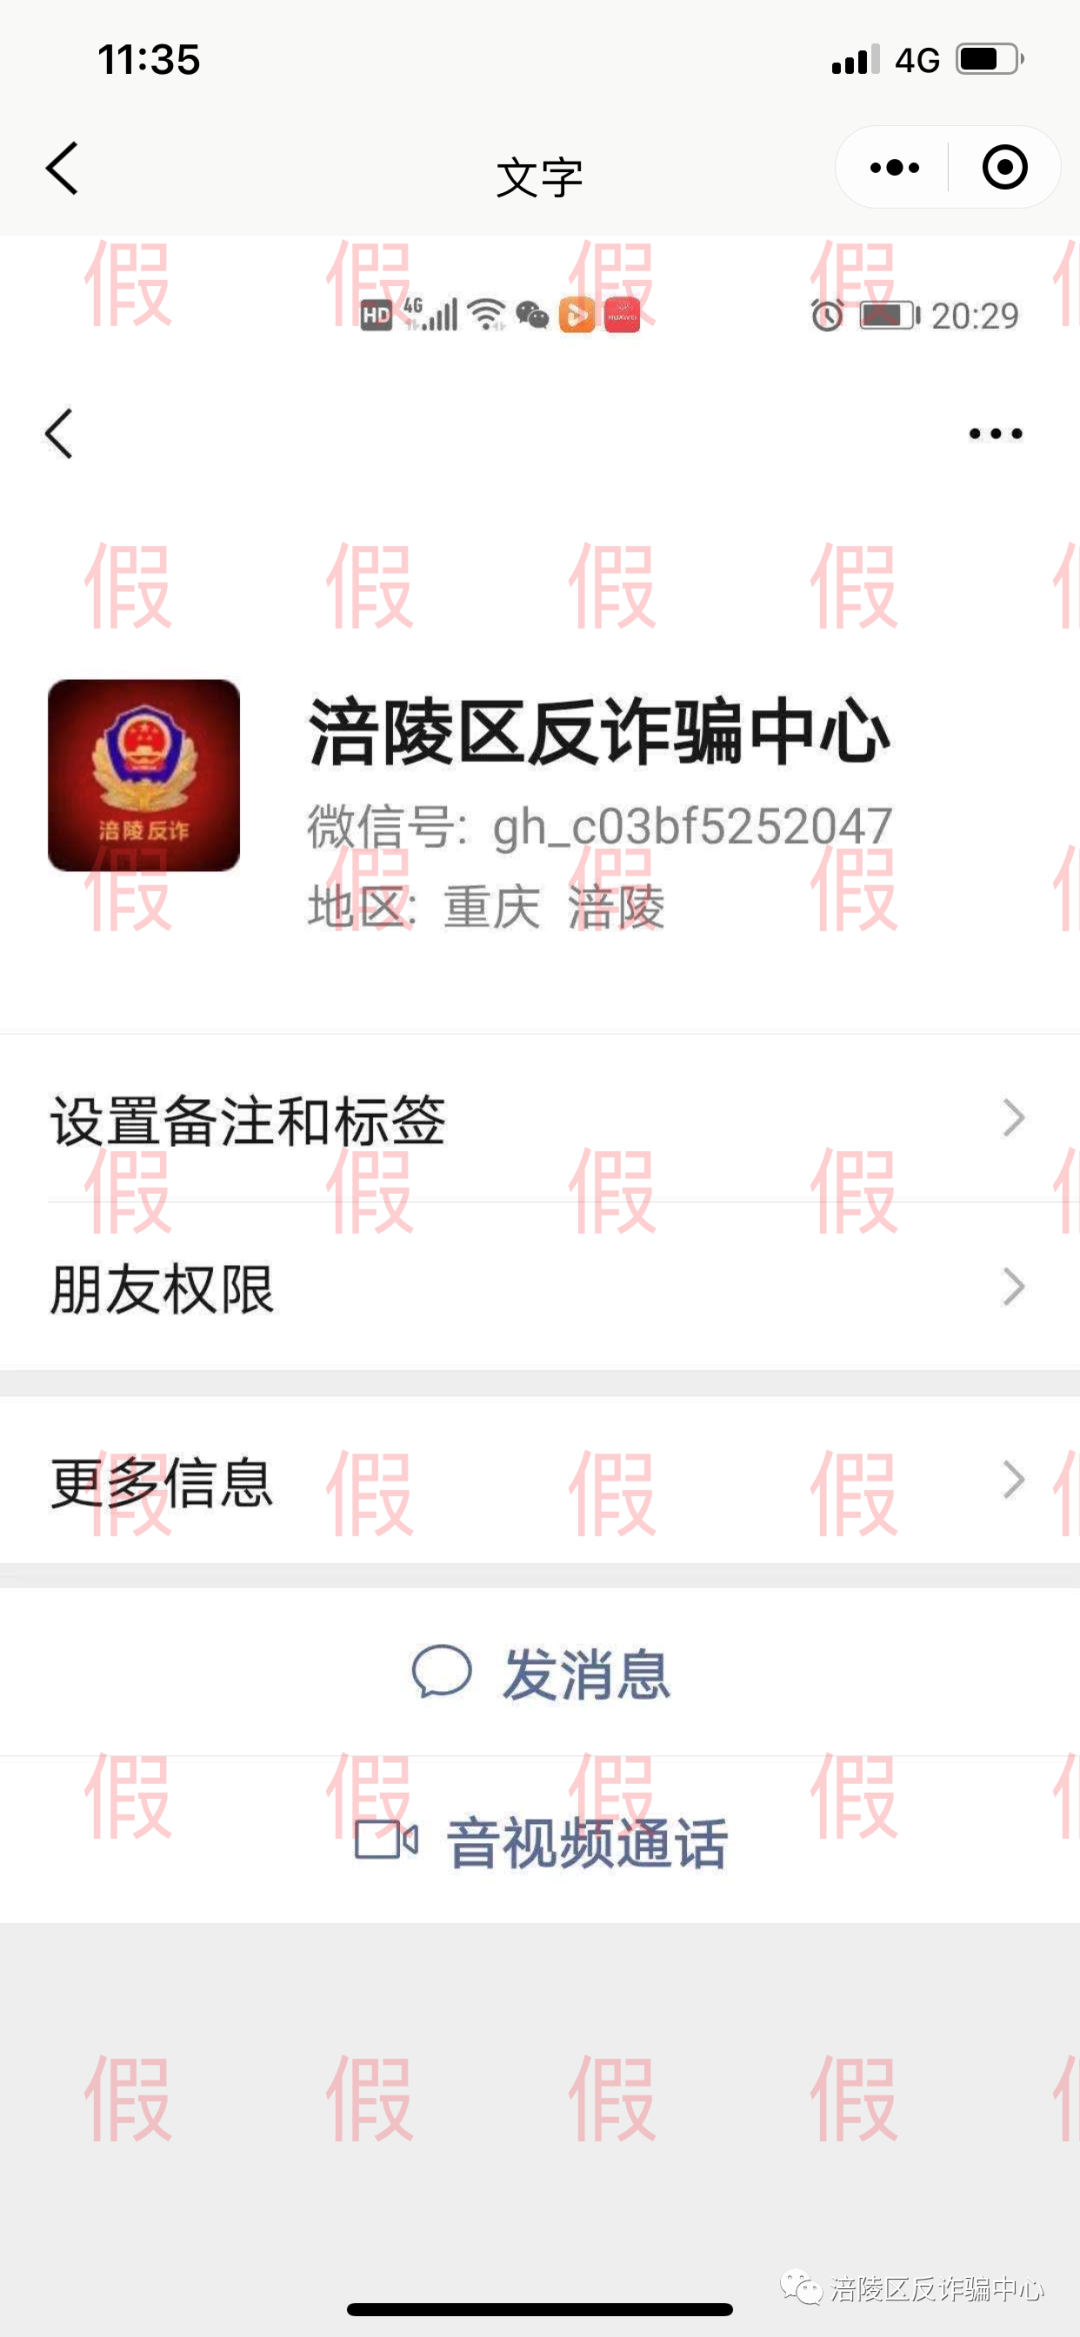 11:35
4G
文字
假 假 假 假
HD 4G
HUAWEI
20:29
假 假 假 假
涪陵区反诈骗中心
涪陵反诈
微信号: gh_c03bf5252047
地区: 重庆 涪陵
假 假 假 假
设置备注和标签
假 假 假 假
朋友权限
更多信息
假 假 假 假
发消息
假 假 假 假
音视频通话
假 假 假 假
涪陵区反诈骗中心